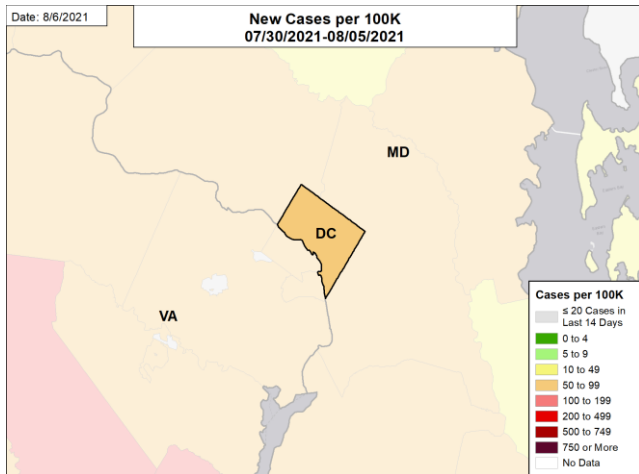 Date: 8/6/2021
New Cases per 100K
07/30/2021-08/05/2021
MD
DC
VA
Cases per 100K
≤ 20 Cases in
Last 14 Days
0 to 4
5 to 9
10 to 49
50 to 99
100 to 199
200 to 499
500 to 749
750 or More
No Data